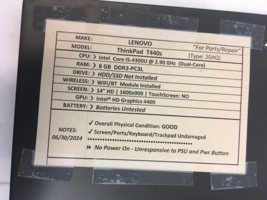 MAKE: LENOVO "For Parts/Repair"
MODEL: ThinkPad T440s (Type: 20AQ)
CPU: ► Intel Core i5-4300U @ 2.90 GHz (Dual-Core)
RAM: ► 8 GB DDR3-PC3L
DRIVE: ► HDD/SSD Not Installed
WIRELESS: ► WiFi/BT Module Installed
SCREEN: ► 14" HD | 1600x900 | TouchScreen: NO
GPU: ► Intel® HD Graphics 4400
BATTERY: ► Batteries Untested
✔ Overall Physical Condition: GOOD
NOTES: ✔ Screen/Ports/Keyboard/Trackpad Undamaged
06/30/2024
» No Power On - Unresponsive to PSU and Pwr Button